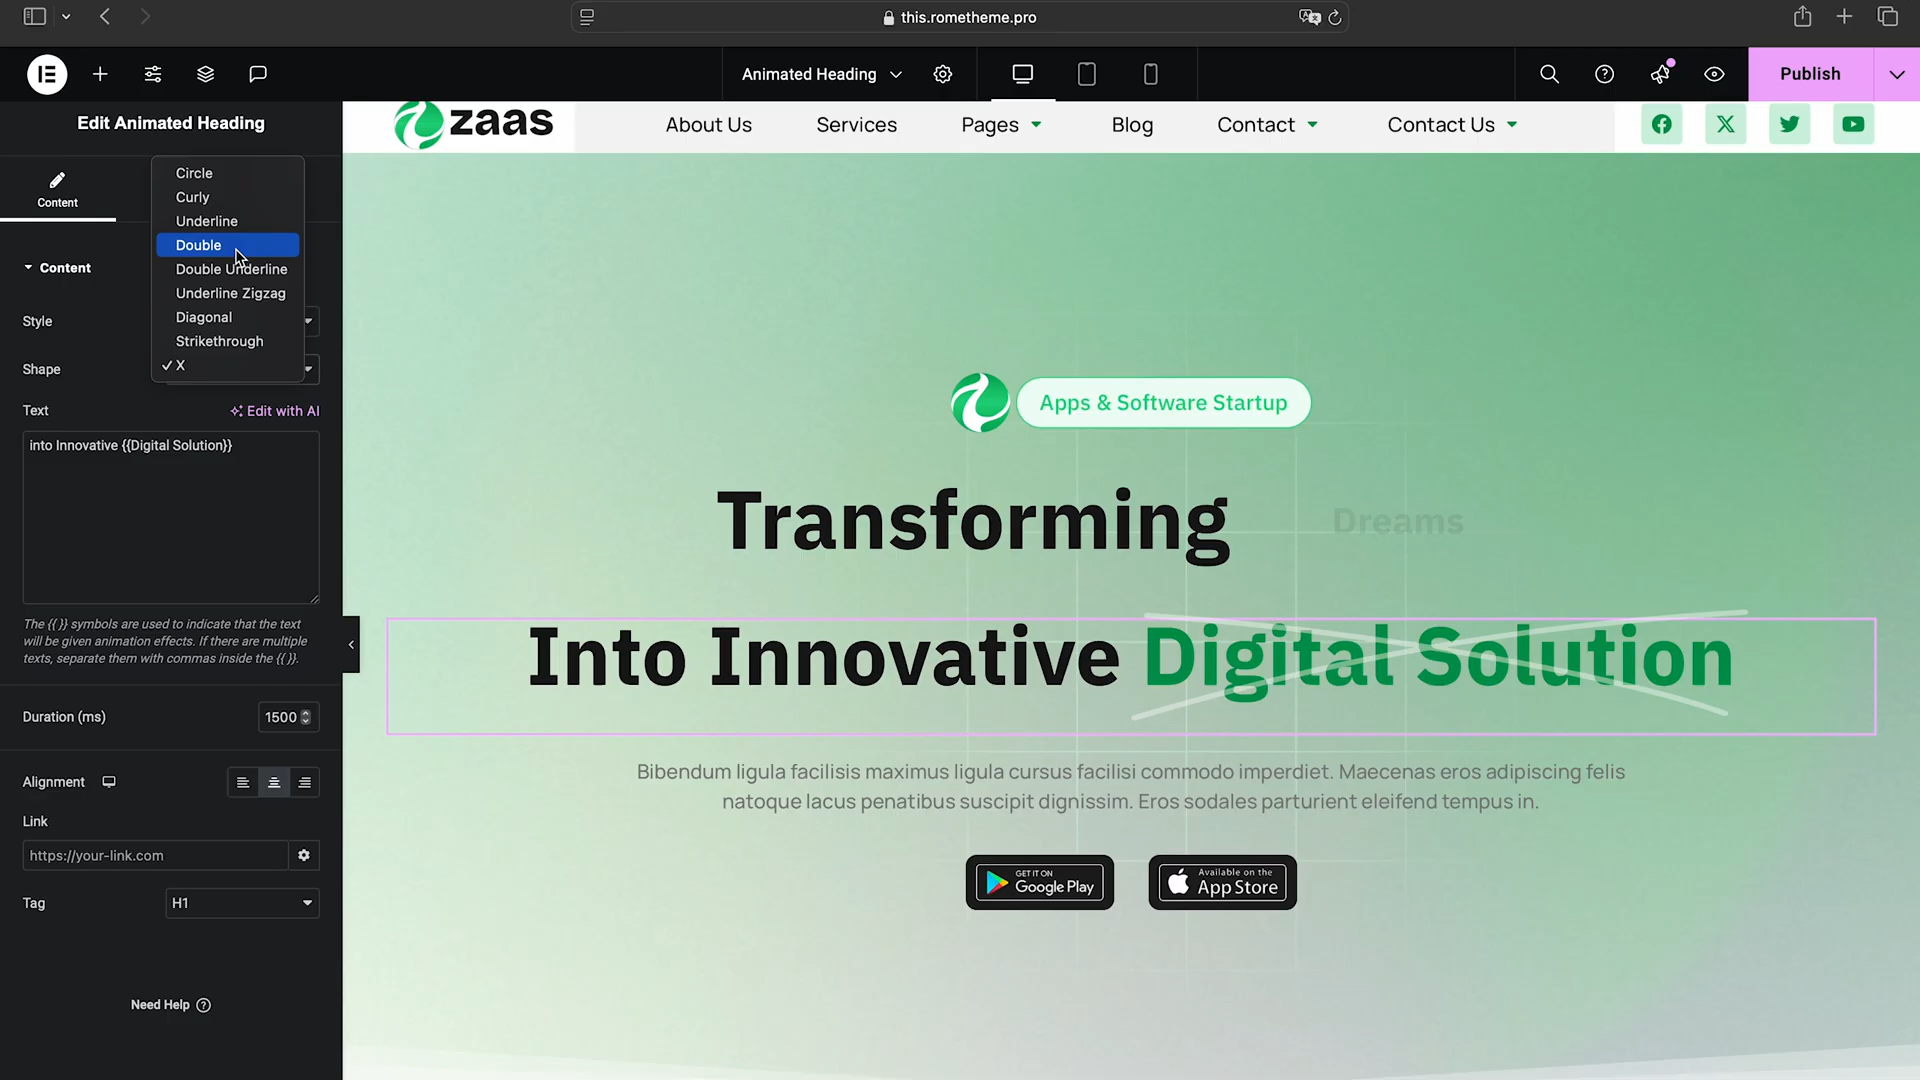 this.rometheme.pro
Animated Heading
Publish
Edit Animated Heading
Content
Circle
Curly
Underline
Double
Double Underline
Underline Zigzag
Diagonal
Strikethrough
X
Content
Style
Shape
Text
Edit with AI
into Innovative {{Digital Solution}}
The {{ }} symbols are used to indicate that the text
will be given animation effects. If there are multiple
texts, separate them with commas inside the {{ }}.
Duration (ms)
1500
Alignment
Link
https://your-link.com
Tag
H1
Need Help
zaas
About Us
Services
Pages
Blog
Contact
Contact Us
Apps & Software Startup
Transforming
Dreams
Into Innovative Digital Solution
Bibendum ligula facilisis maximus ligula cursus facilisi commodo imperdiet. Maecenas eros adipiscing felis
natoque lacus penatibus suscipit dignissim. Eros sodales parturient eleifend tempus in.
GET IT ON
Google Play
Available on the
App Store